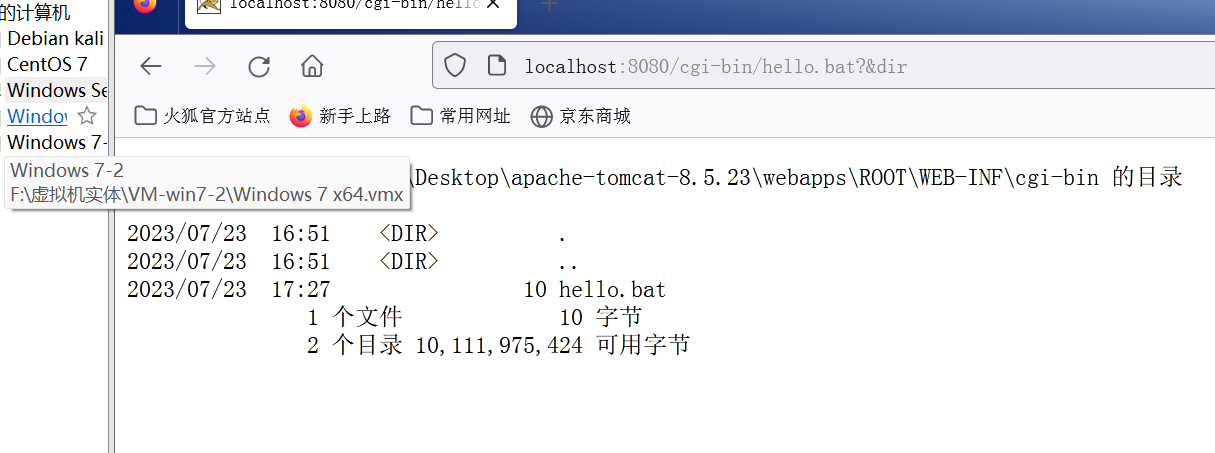 的计算机
Debian kali
CentOS 7
Windows Se
Windov
Windows 7-
Windows 7-2
F:\虚拟机实体\VM-win7-2\Windows 7 x64.vmx
localhost:8080/cgi-bin/hello
localhost:8080/cgi-bin/hello.bat?&dir
火狐官方站点 新手上路 常用网址 京东商城
\Desktop\apache-tomcat-8.5.23\webapps\ROOT\WEB-INF\cgi-bin 的目录
2023/07/23 16:51 <DIR> .
2023/07/23 16:51 <DIR> ..
2023/07/23 17:27 10 hello.bat
1 个文件 10 字节
2 个目录 10,111,975,424 可用字节